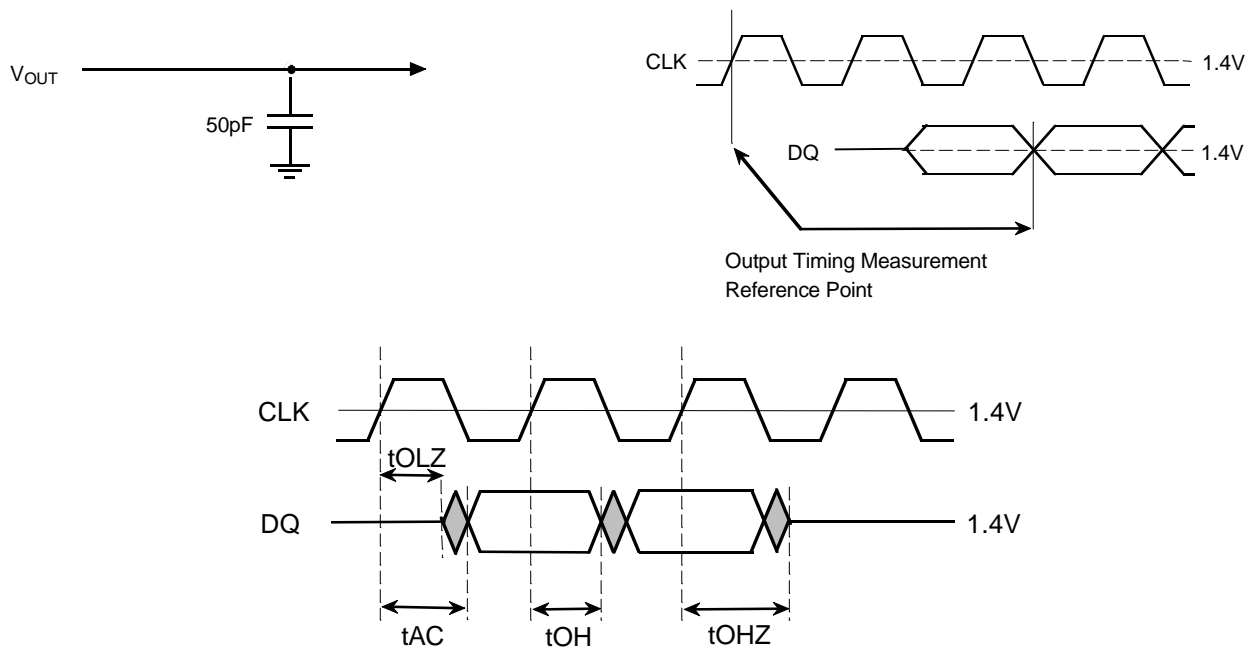 VOUT
50pF
CLK
1.4V
DQ
1.4V
Output Timing Measurement
Reference Point
CLK
1.4V
tOLZ
DQ
1.4V
tAC
tOH
tOHZ